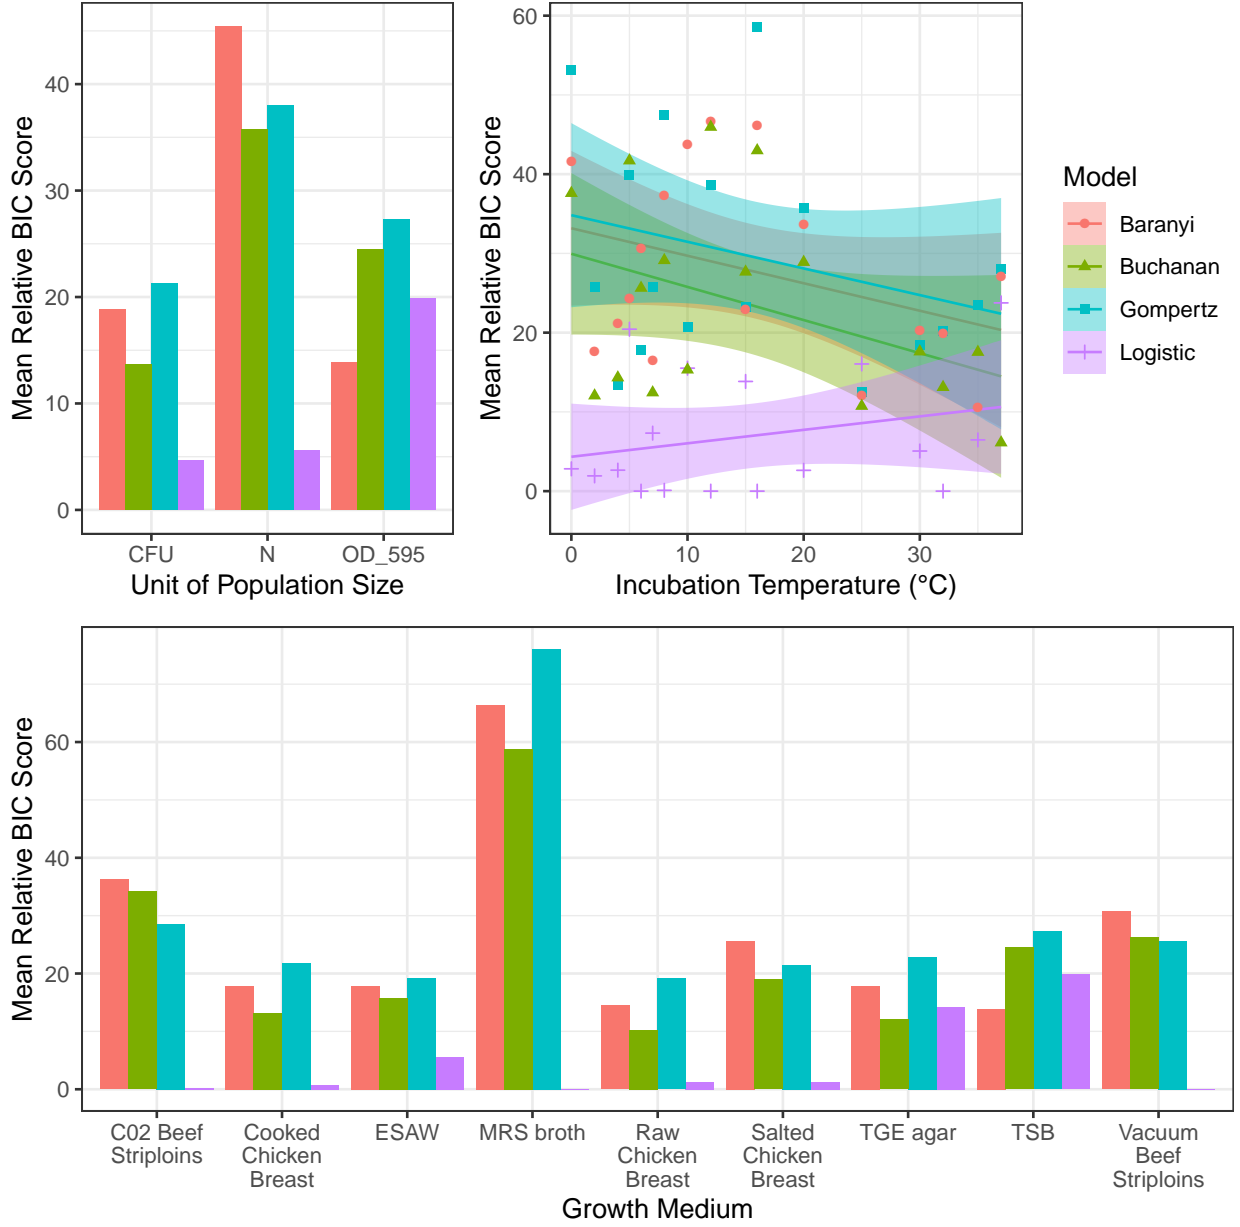 Mean Relative BIC Score
40
30
20
10
0
CFU
N
OD_595
Unit of Population Size
Mean Relative BIC Score
60
40
20
0
0
10
20
30
Incubation Temperature (°C)
Model
Baranyi
Buchanan
Gompertz
Logistic
Mean Relative BIC Score
60
40
20
0
C02 Beef
Striploins
Cooked
Chicken
Breast
ESAW
MRS broth
Raw
Chicken
Breast
Salted
Chicken
Breast
TGE agar
TSB
Vacuum
Beef
Striploins
Growth Medium